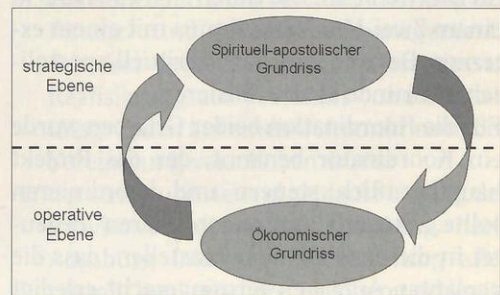 strategische
Ebene
Spirituell-apostolischer
Grundriss
operative
Ebene
Ökonomischer
Grundriss